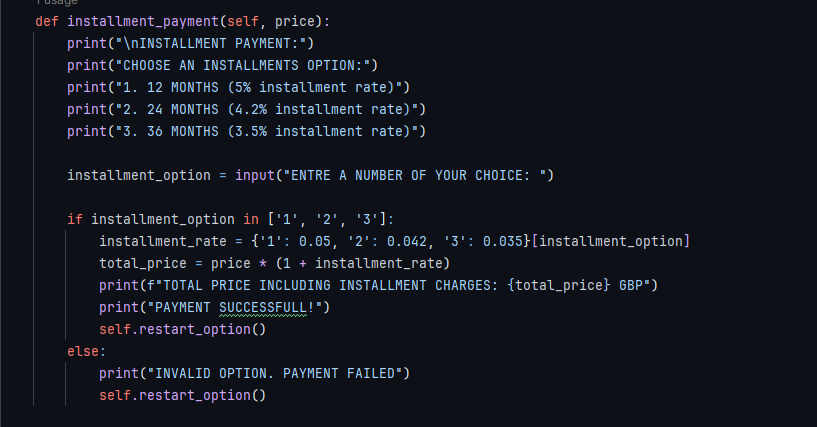 1 usage
def installment_payment(self, price):
print("\nINSTALLMENT PAYMENT:")
print("CHOOSE AN INSTALLMENTS OPTION:")
print("1. 12 MONTHS (5% installment rate)")
print("2. 24 MONTHS (4.2% installment rate)")
print("3. 36 MONTHS (3.5% installment rate)")
installment_option = input("ENTRE A NUMBER OF YOUR CHOICE: ")
if installment_option in ['1', '2', '3']:
installment_rate = {'1': 0.05, '2': 0.042, '3': 0.035}[installment_option]
total_price = price * (1 + installment_rate)
print(f"TOTAL PRICE INCLUDING INSTALLMENT CHARGES: {total_price} GBP")
print("PAYMENT SUCCESSFULL!")
self.restart_option()
else:
print("INVALID OPTION. PAYMENT FAILED")
self.restart_option()